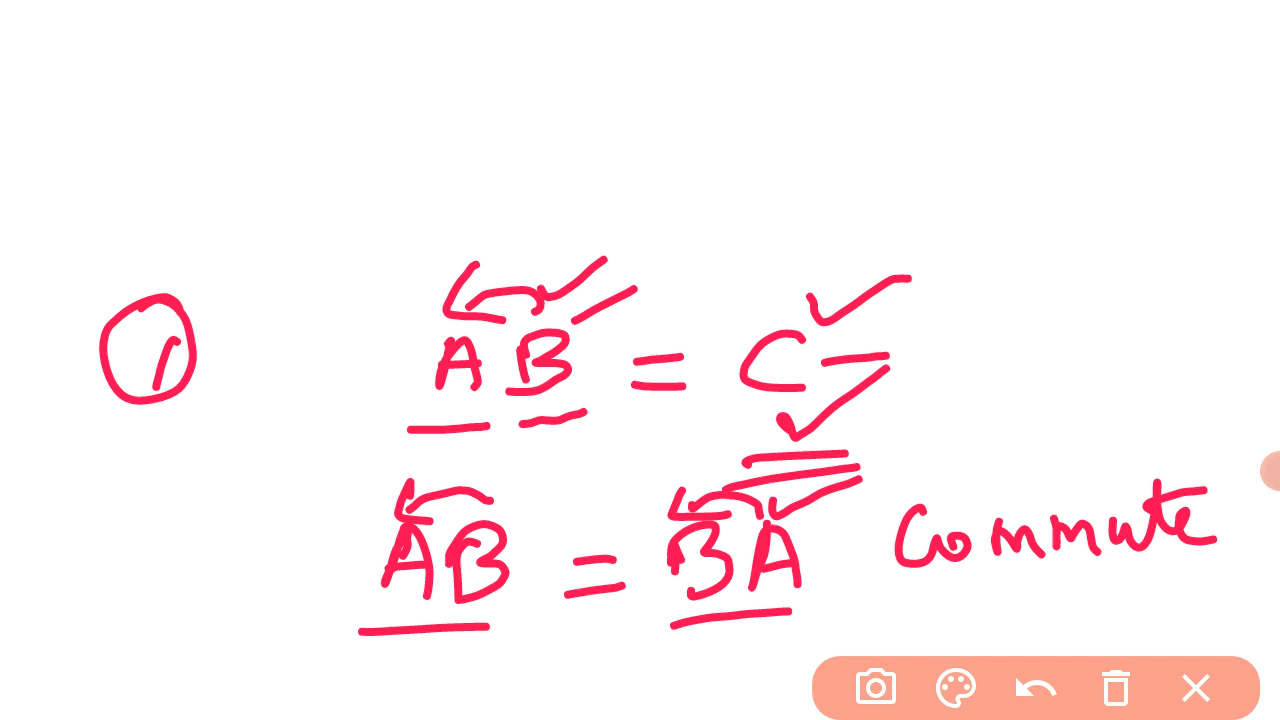 1
AB = C
AB = BA Commute